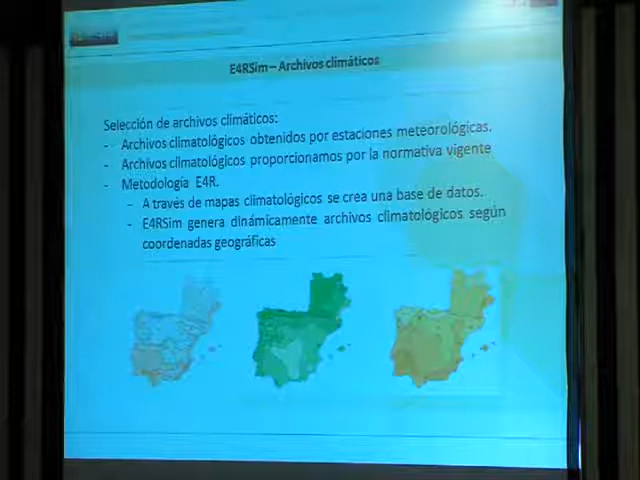 E4RSim – Archivos climáticos
Selección de archivos climáticos:
- Archivos climatológicos obtenidos por estaciones meteorológicas.
- Archivos climatológicos proporcionamos por la normativa vigente
- Metodología E4R.
- A través de mapas climatológicos se crea una base de datos.
- E4RSim genera dinámicamente archivos climatológicos según
coordenadas geográficas